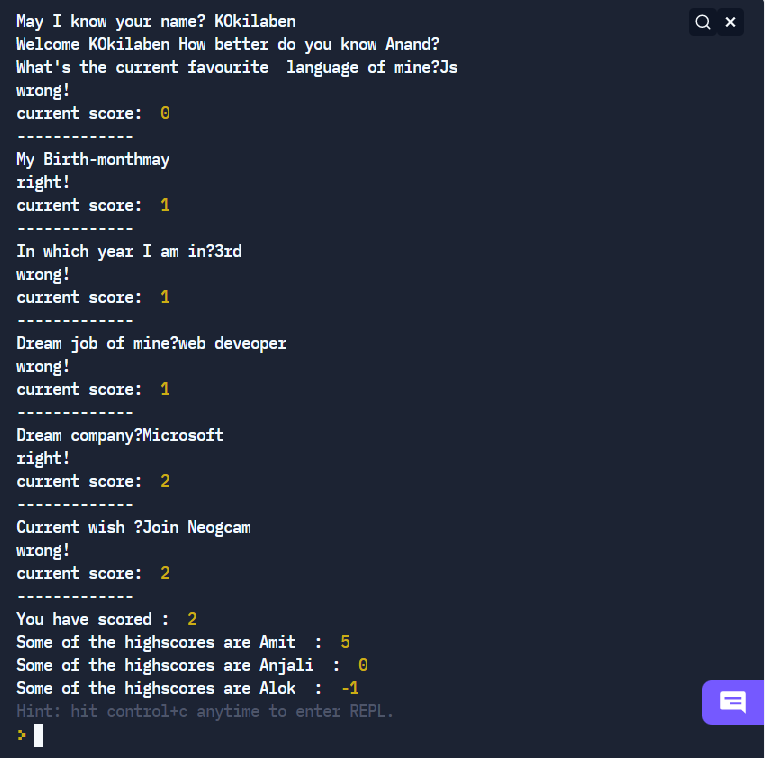 May I know your name? KOkilaben
Welcome KOkilaben How better do you know Anand?
What's the current favourite  language of mine?Js
wrong!
current score:  0
-------------
My Birth-monthmay
right!
current score:  1
-------------
In which year I am in?3rd
wrong!
current score:  1
-------------
Dream job of mine?web deveoper
wrong!
current score:  1
-------------
Dream company?Microsoft
right!
current score:  2
-------------
Current wish ?Join Neogcam
wrong!
current score:  2
-------------
You have scored :  2
Some of the highscores are Amit  :  5
Some of the highscores are Anjali  :  0
Some of the highscores are Alok  :  -1
Hint: hit control+c anytime to enter REPL.
>